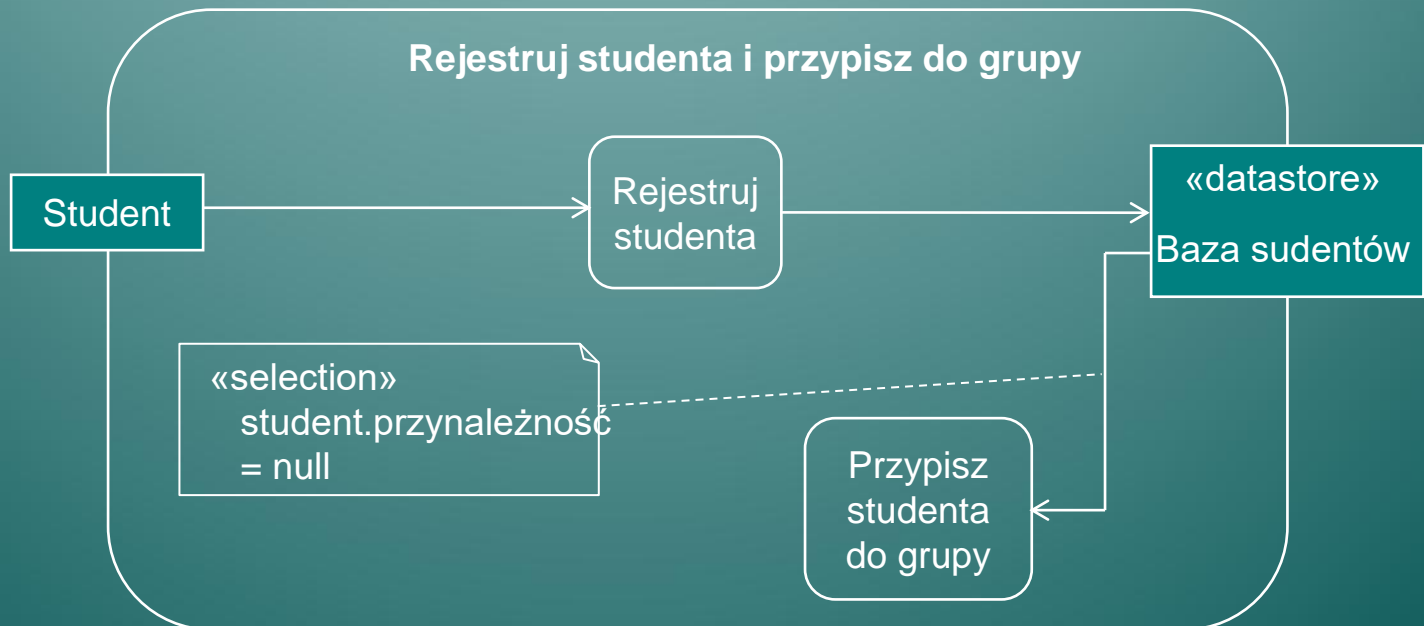 Rejestruj studenta i przypisz do grupy
Student
Rejestruj
studenta
«datastore»
Baza sudentów
«selection»
student.przynależność
= null
Przypisz
studenta
do grupy